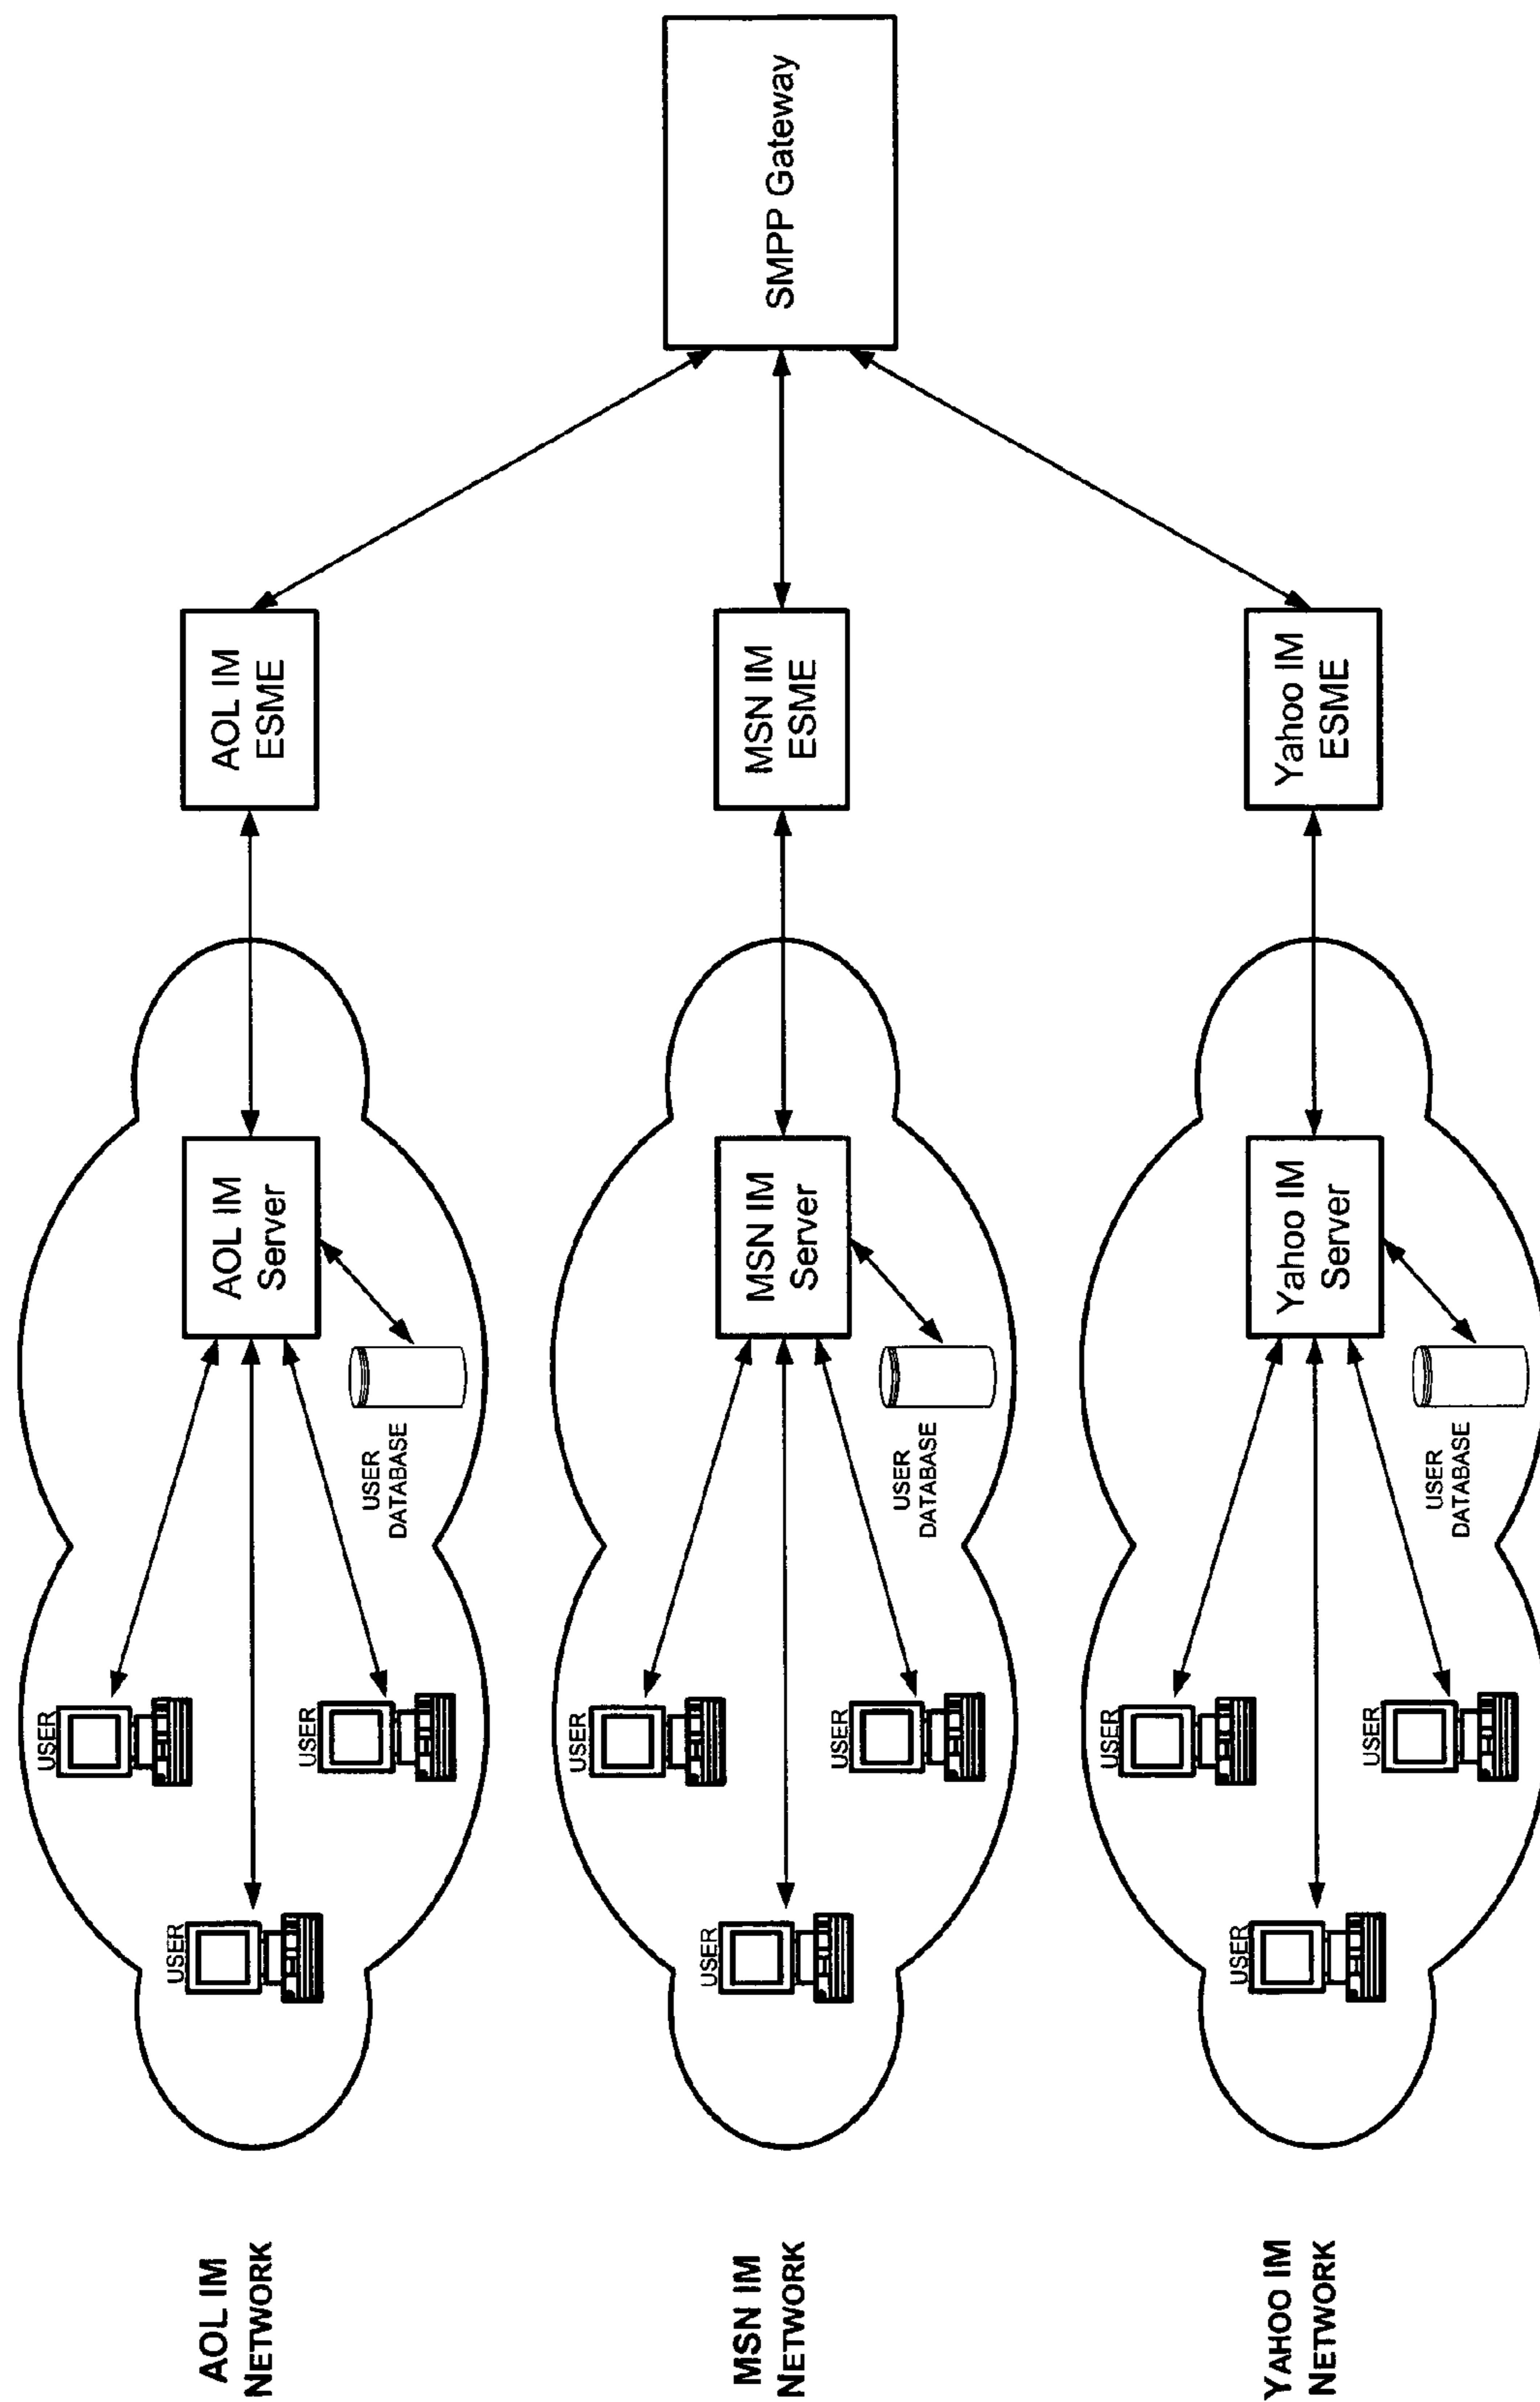 AOL IM
NETWORK
USER
USER
USER
USER
DATABASE
AOL IM
Server
AOL IM
ESME
MSN IM
NETWORK
USER
USER
USER
USER
DATABASE
MSN IM
Server
MSN IM
ESME
SMPP Gateway
YAHOO IM
NETWORK
USER
USER
USER
USER
DATABASE
Yahoo IM
Server
Yahoo IM
ESME